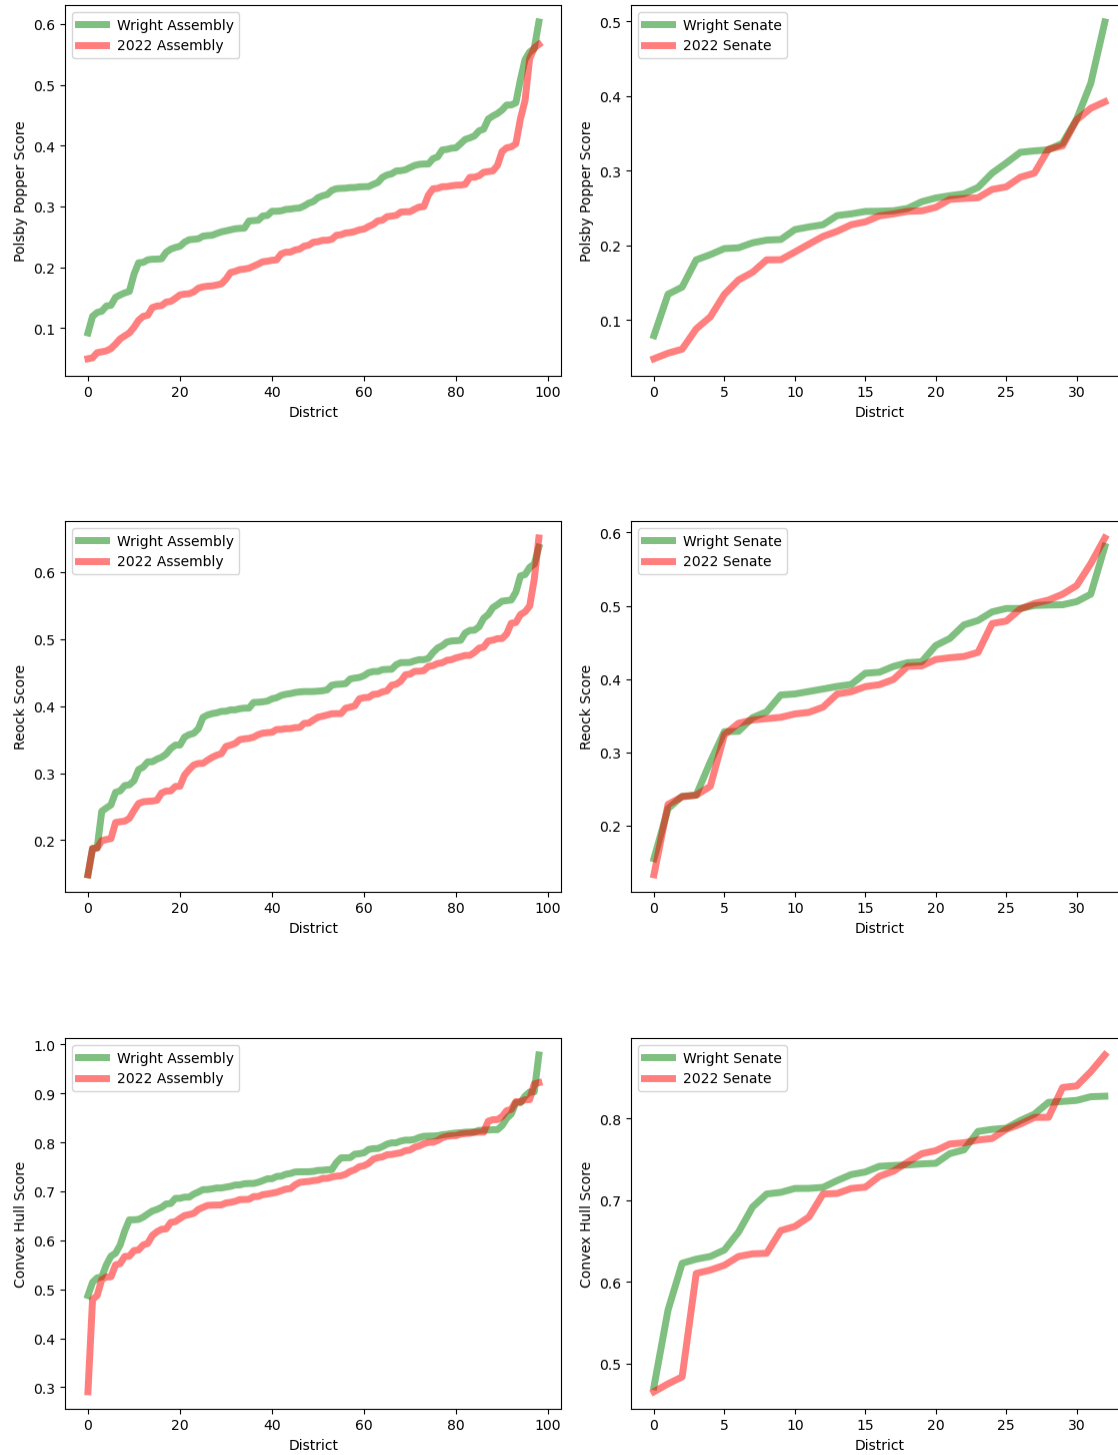 Wright Assembly
2022 Assembly
Polsby Popper Score
0.6
0.5
0.4
0.3
0.2
0.1
0 20 40 60 80 100
District
Wright Senate
2022 Senate
Polsby Popper Score
0.5
0.4
0.3
0.2
0.1
0 5 10 15 20 25 30
District
Wright Assembly
2022 Assembly
Reock Score
0.6
0.5
0.4
0.3
0.2
0 20 40 60 80 100
District
Wright Senate
2022 Senate
Reock Score
0.6
0.5
0.4
0.3
0.2
0 5 10 15 20 25 30
District
Wright Assembly
2022 Assembly
Convex Hull Score
1.0
0.9
0.8
0.7
0.6
0.5
0.4
0.3
0 20 40 60 80 100
District
Wright Senate
2022 Senate
Convex Hull Score
0.8
0.7
0.6
0.5
0 5 10 15 20 25 30
District